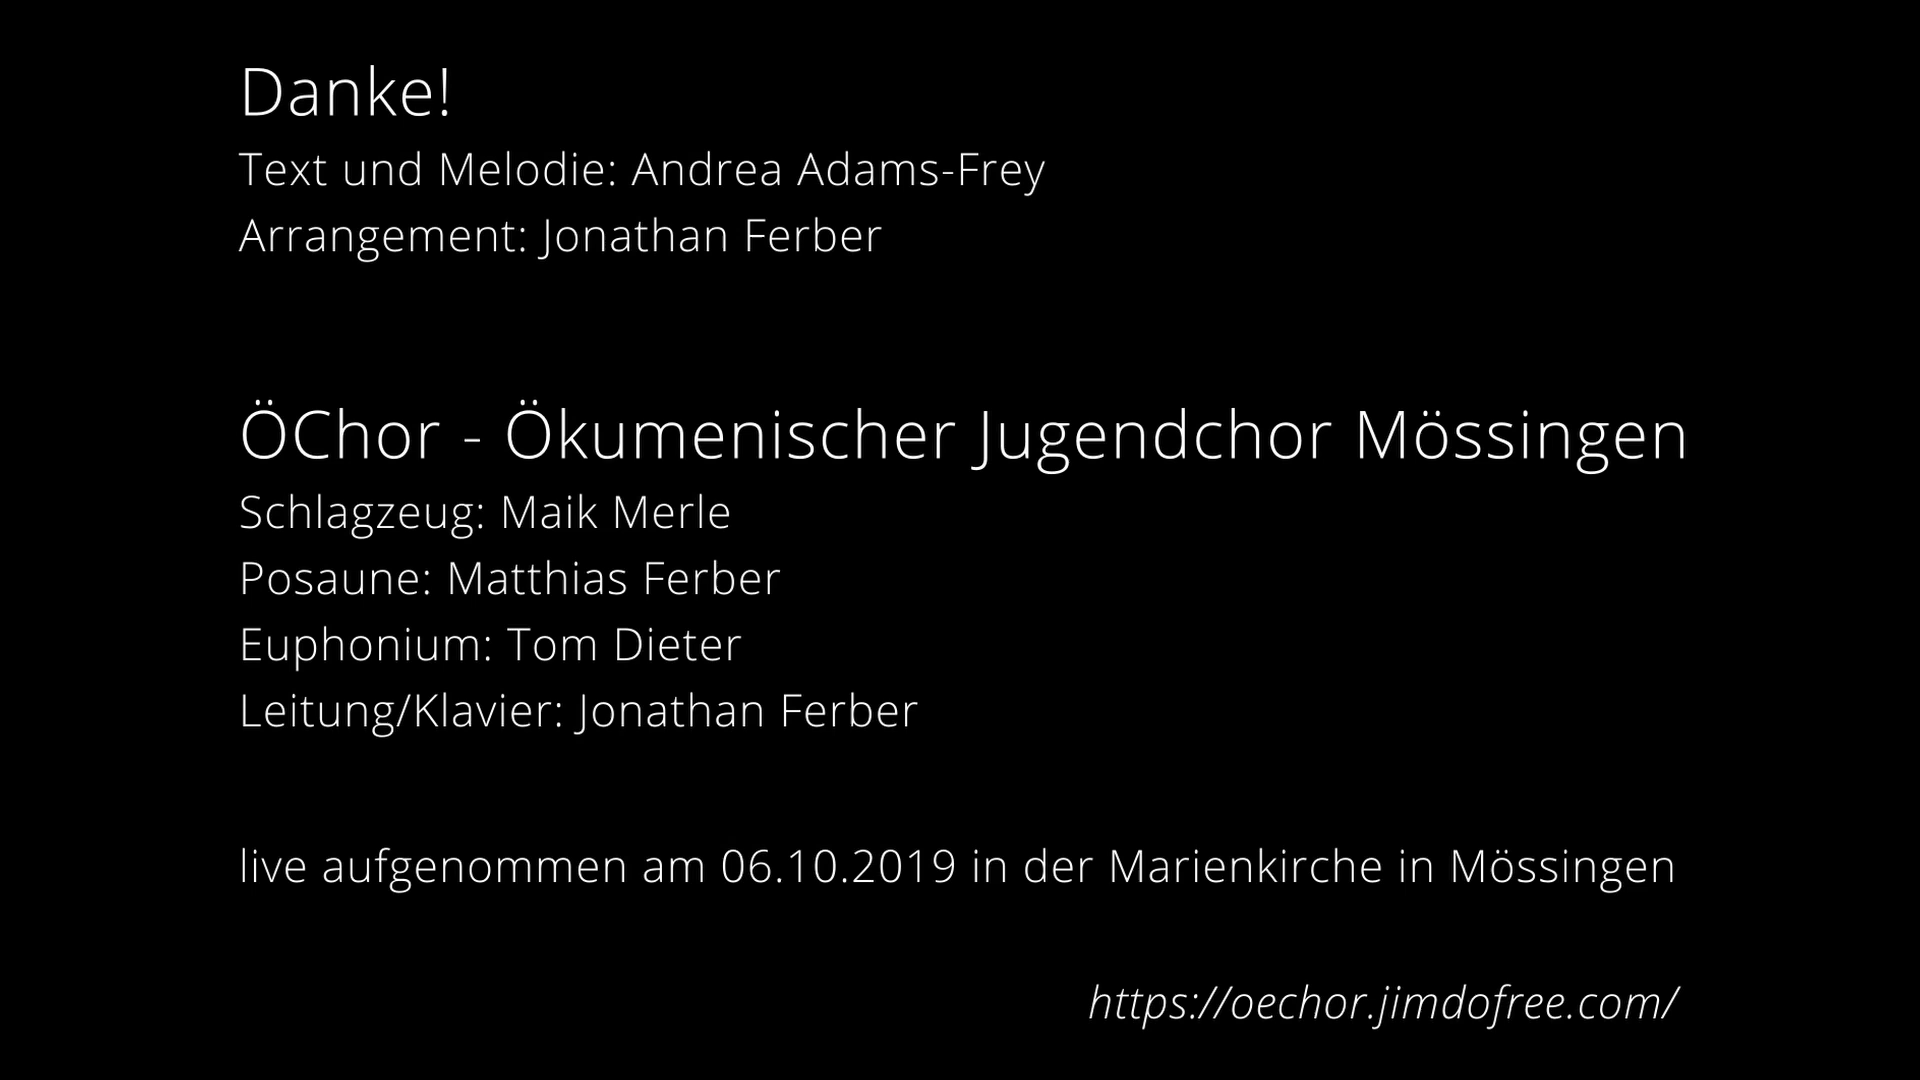 Danke!
Text und Melodie: Andrea Adams-Frey
Arrangement: Jonathan Ferber
ÖChor - Ökumenischer Jugendchor Mössingen
Schlagzeug: Maik Merle
Posaune: Matthias Ferber
Euphonium: Tom Dieter
Leitung/Klavier: Jonathan Ferber
live aufgenommen am 06.10.2019 in der Marienkirche in Mössingen
https://oechor.jimdofree.com/